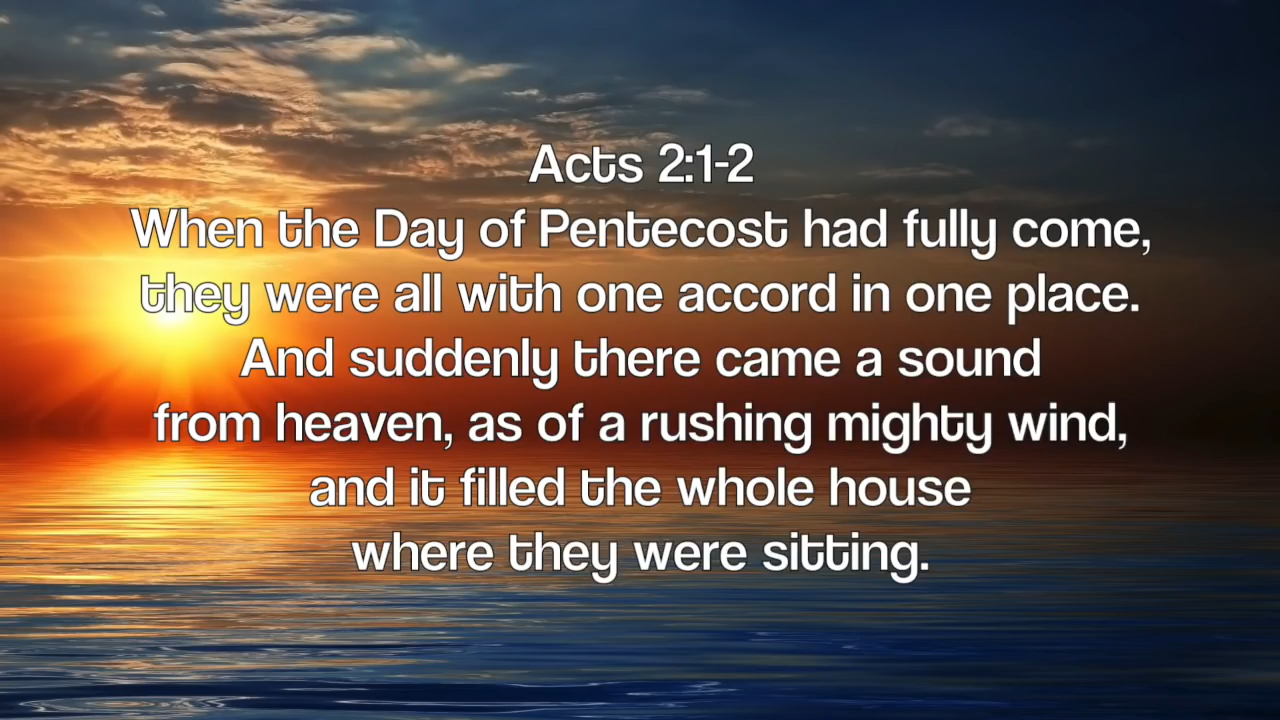 Acts 2:1-2
When the Day of Pentecost had fully come,
they were all with one accord in one place.
And suddenly there came a sound
from heaven, as of a rushing mighty wind,
and it filled the whole house
where they were sitting.